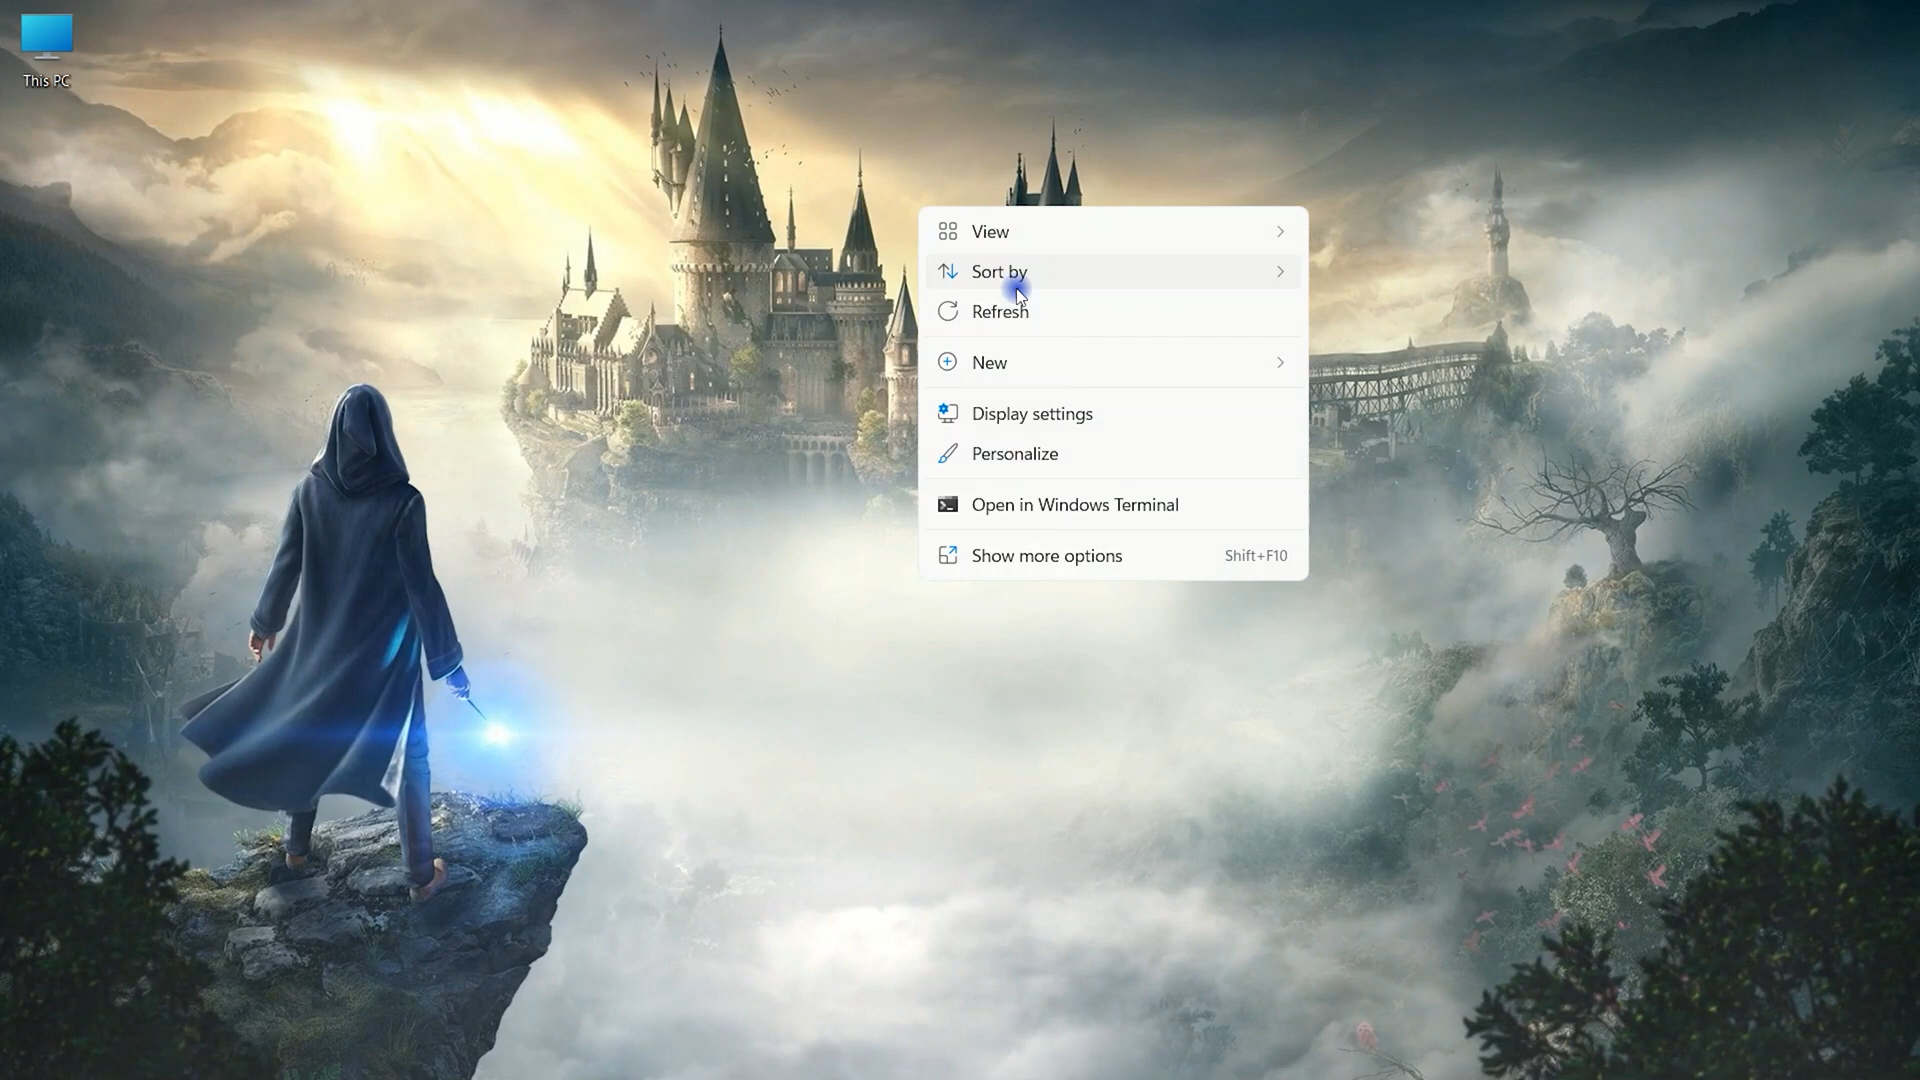 This PC
View
Sort by
Refresh
New
Display settings
Personalize
Open in Windows Terminal
Show more options Shift+F10